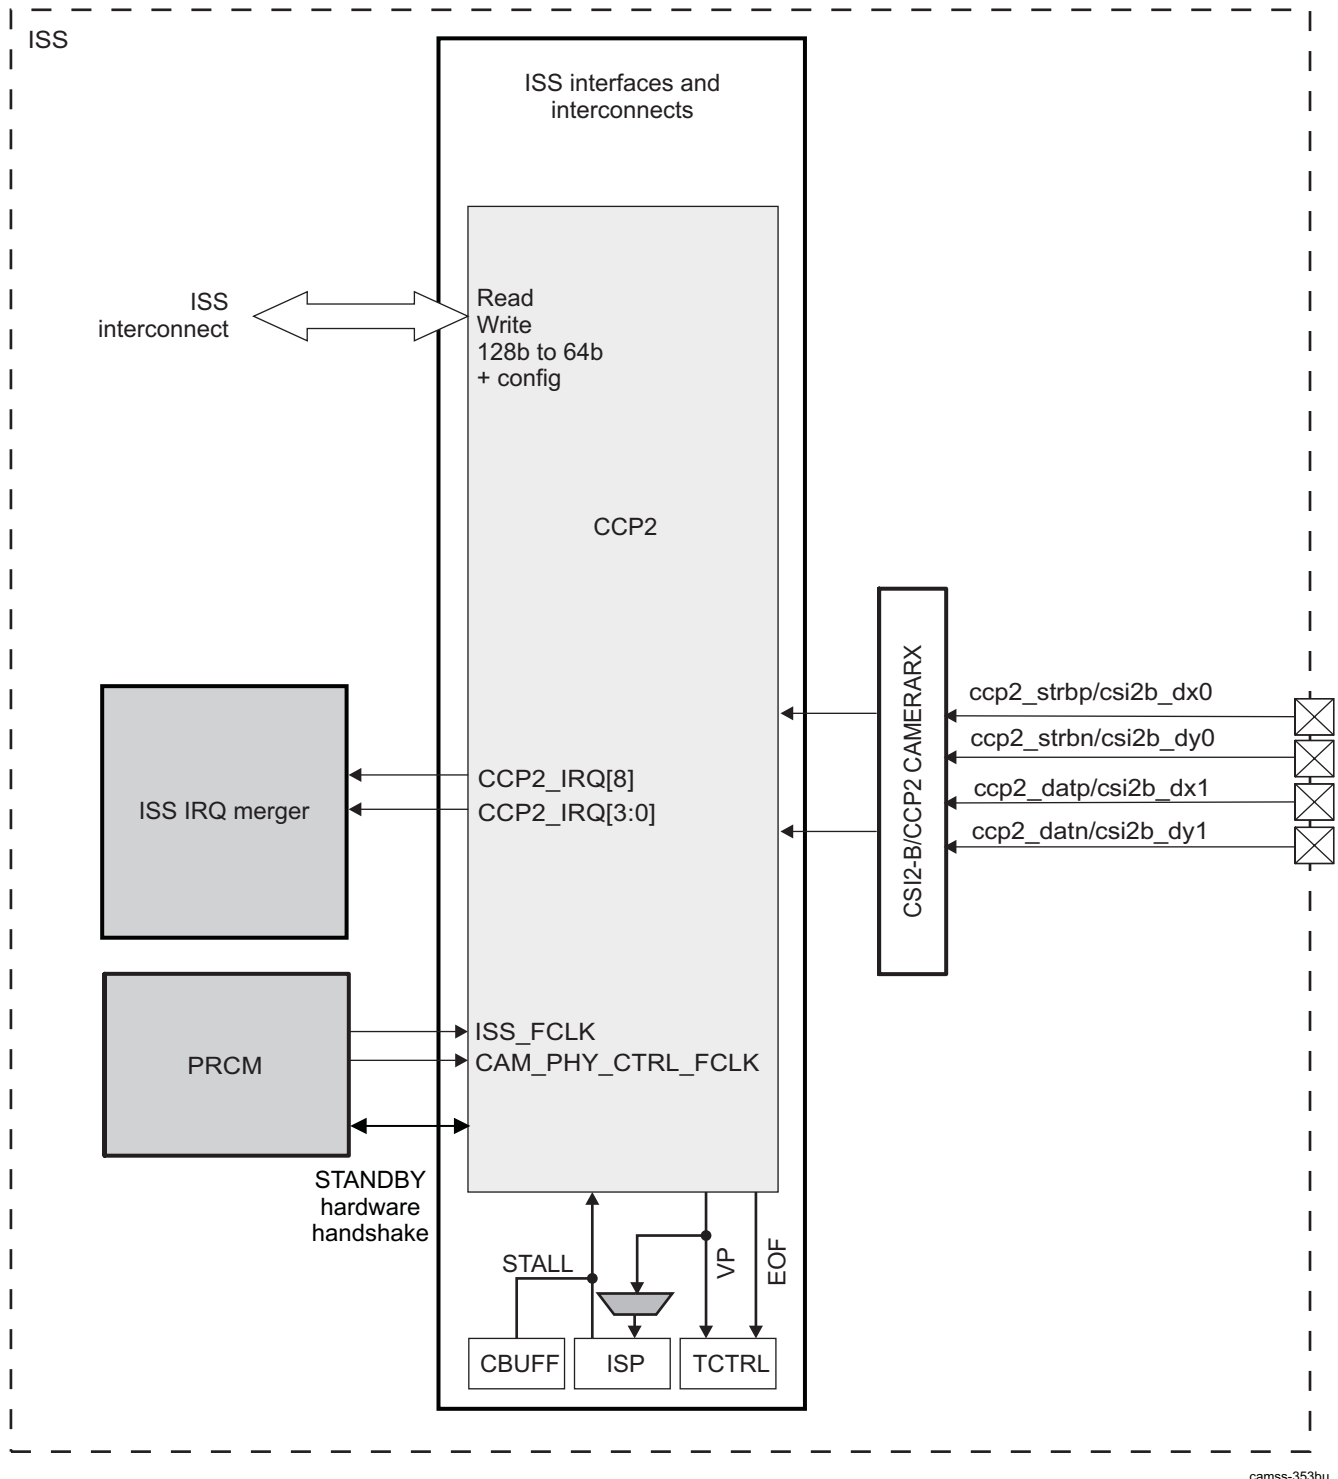 ISS
ISS interfaces and
interconnects
ISS
interconnect
Read
Write
128b to 64b
+ config
CCP2
CSI2-B/CCP2 CAMERARX
ccp2_strbp/csi2b_dx0
ccp2_strbn/csi2b_dy0
ccp2_datp/csi2b_dx1
ccp2_datn/csi2b_dy1
ISS IRQ merger
CCP2_IRQ[8]
CCP2_IRQ[3:0]
PRCM
ISS_FCLK
CAM_PHY_CTRL_FCLK
STANDBY
hardware
handshake
STALL
VP
EOF
CBUFF
ISP
TCTRL
camss-353bu